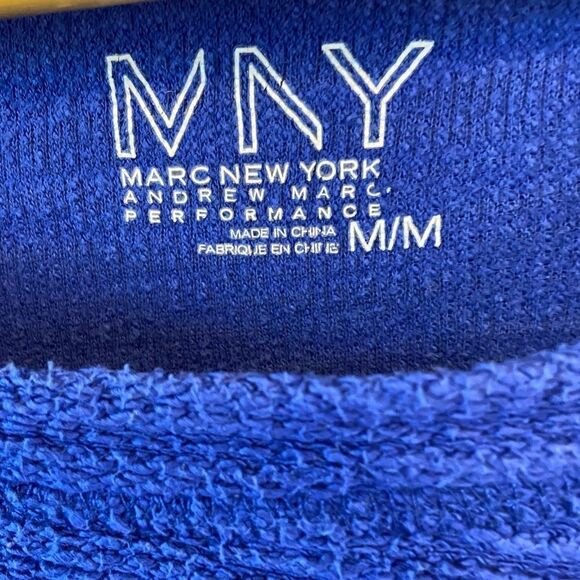 MNY
MARC NEW YORK
ANDREW MARC.
PERFORMANCE
MADE IN CHINA
FABRIQUE EN CHINE M/M